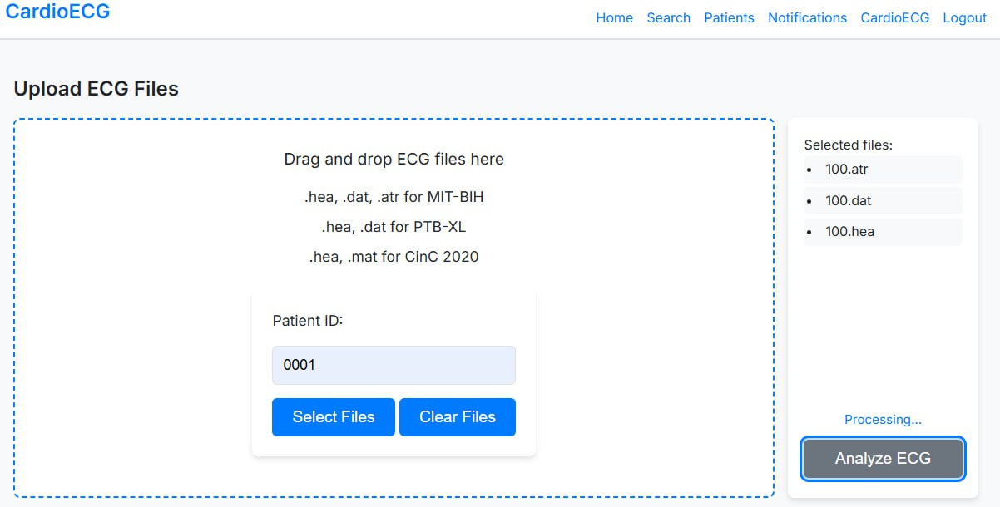 CardioECG
Home Search Patients Notifications CardioECG Logout
Upload ECG Files
Drag and drop ECG files here
.hea, .dat, .atr for MIT-BIH
.hea, .dat for PTB-XL
.hea, .mat for CinC 2020
Patient ID:
0001
Select Files Clear Files
Selected files:
100.atr
100.dat
100.hea
Processing...
Analyze ECG